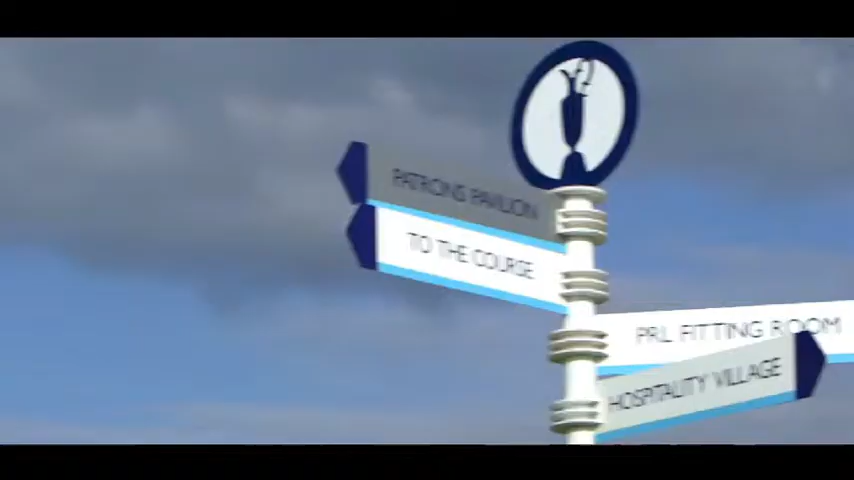 PATRONS PAVILION
TO THE COURSE
PRL FITTING ROOM
HOSPITALITY VILLAGE